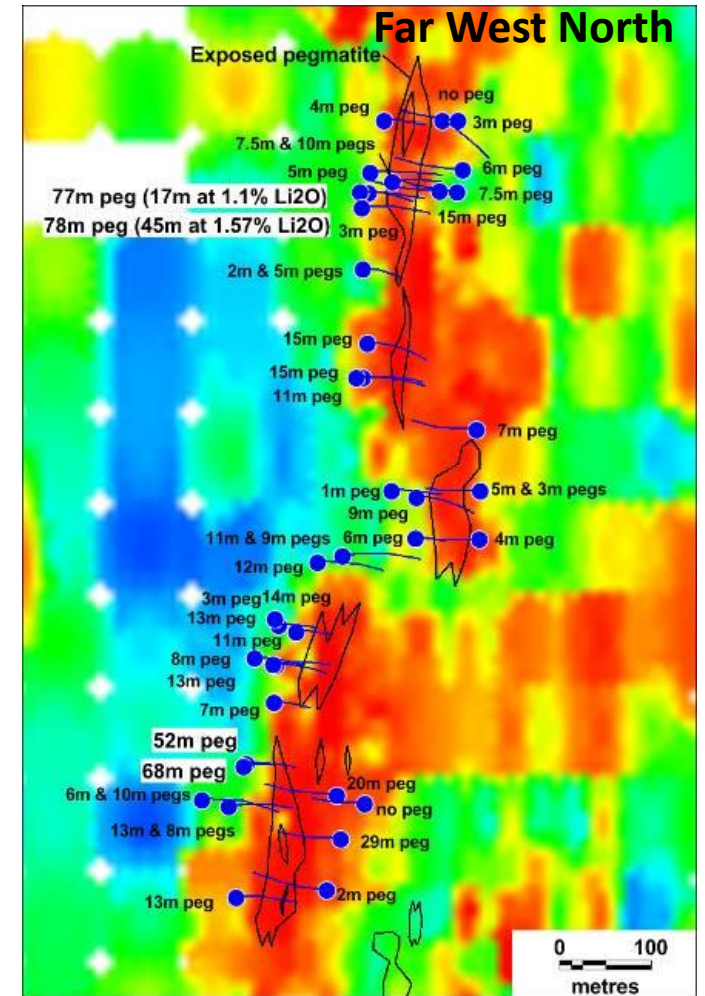 Far West North
Exposed pegmatite
no peg
4m peg
3m peg
7.5m & 10m pegs
6m peg
5m peg
77m peg (17m at 1.1% Li2O)
7.5m peg
15m peg
78m peg (45m at 1.57% Li2O)
3m peg
2m & 5m pegs
15m peg
15m peg
11m peg
7m peg
1m peg
5m & 3m pegs
9m peg
11m & 9m pegs
6m peg
4m peg
12m peg
3m peg
14m peg
13m peg
11m peg
8m peg
13m peg
7m peg
52m peg
68m peg
20m peg
6m & 10m pegs
no peg
13m & 8m pegs
29m peg
2m peg
13m peg
0 100
metres